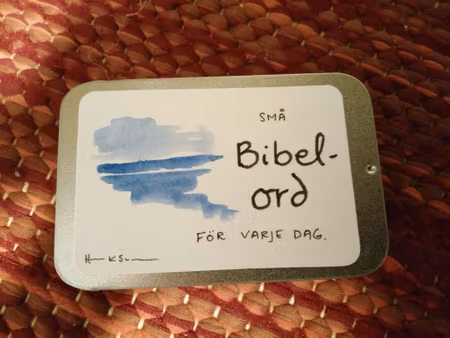 SMÅ
Bibel-
ord
FÖR VARJE DAG.